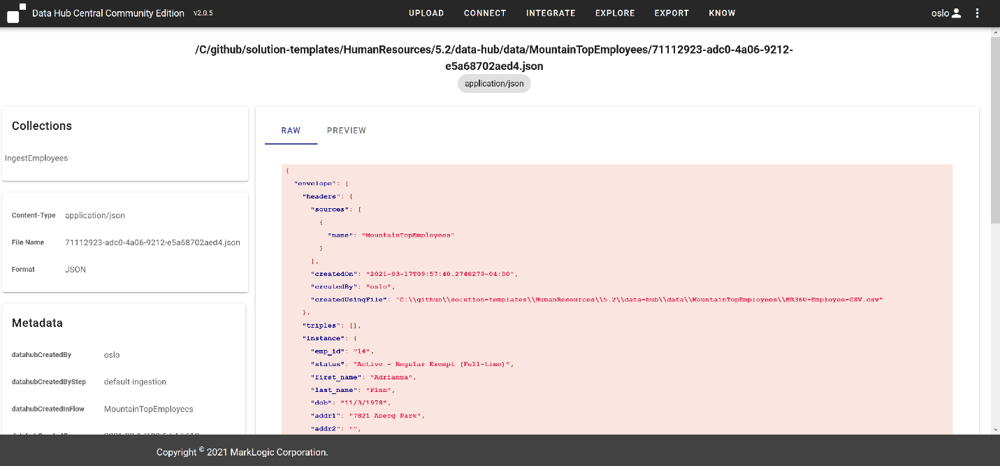 Data Hub Central Community Edition v2.0.5 UPLOAD CONNECT INTEGRATE EXPLORE EXPORT KNOW oslo
/C/github/solution-templates/HumanResources/5.2/data-hub/data/MountainTopEmployees/71112923-adc0-4a06-9212-
e5a68702aed4.json
application/json
Collections
IngestEmployees
Content-Type application/json
File Name 71112923-adc0-4a06-9212-e5a68702aed4.json
Format JSON
Metadata
datahubCreatedBy oslo
datahubCreatedByStep default-ingestion
datahubCreatedInFlow MountainTopEmployees
RAW PREVIEW
{
"envelope": {
"headers": {
"sources": [
{
"name": "MountainTopEmployees"
}
],
"createdOn": "2021-03-17T09:57:48.2748279-04:00",
"createdBy": "oslo",
"createdUsingFile": "C:\\github\\solution-templates\\HumanResources\\5.2\\data-hub\\data\\MountainTopEmployees\\HR360-Employee-CSV.csv"
},
"triples": [],
"instance": {
"emp_id": "14",
"status": "Active - Regular Exempt (Full-time)",
"first_name": "Adrianna",
"last_name": "Finn",
"dob": "11/3/1978",
"addr1": "7821 Aberg Park",
"addr2": "",
Copyright © 2021 MarkLogic Corporation.